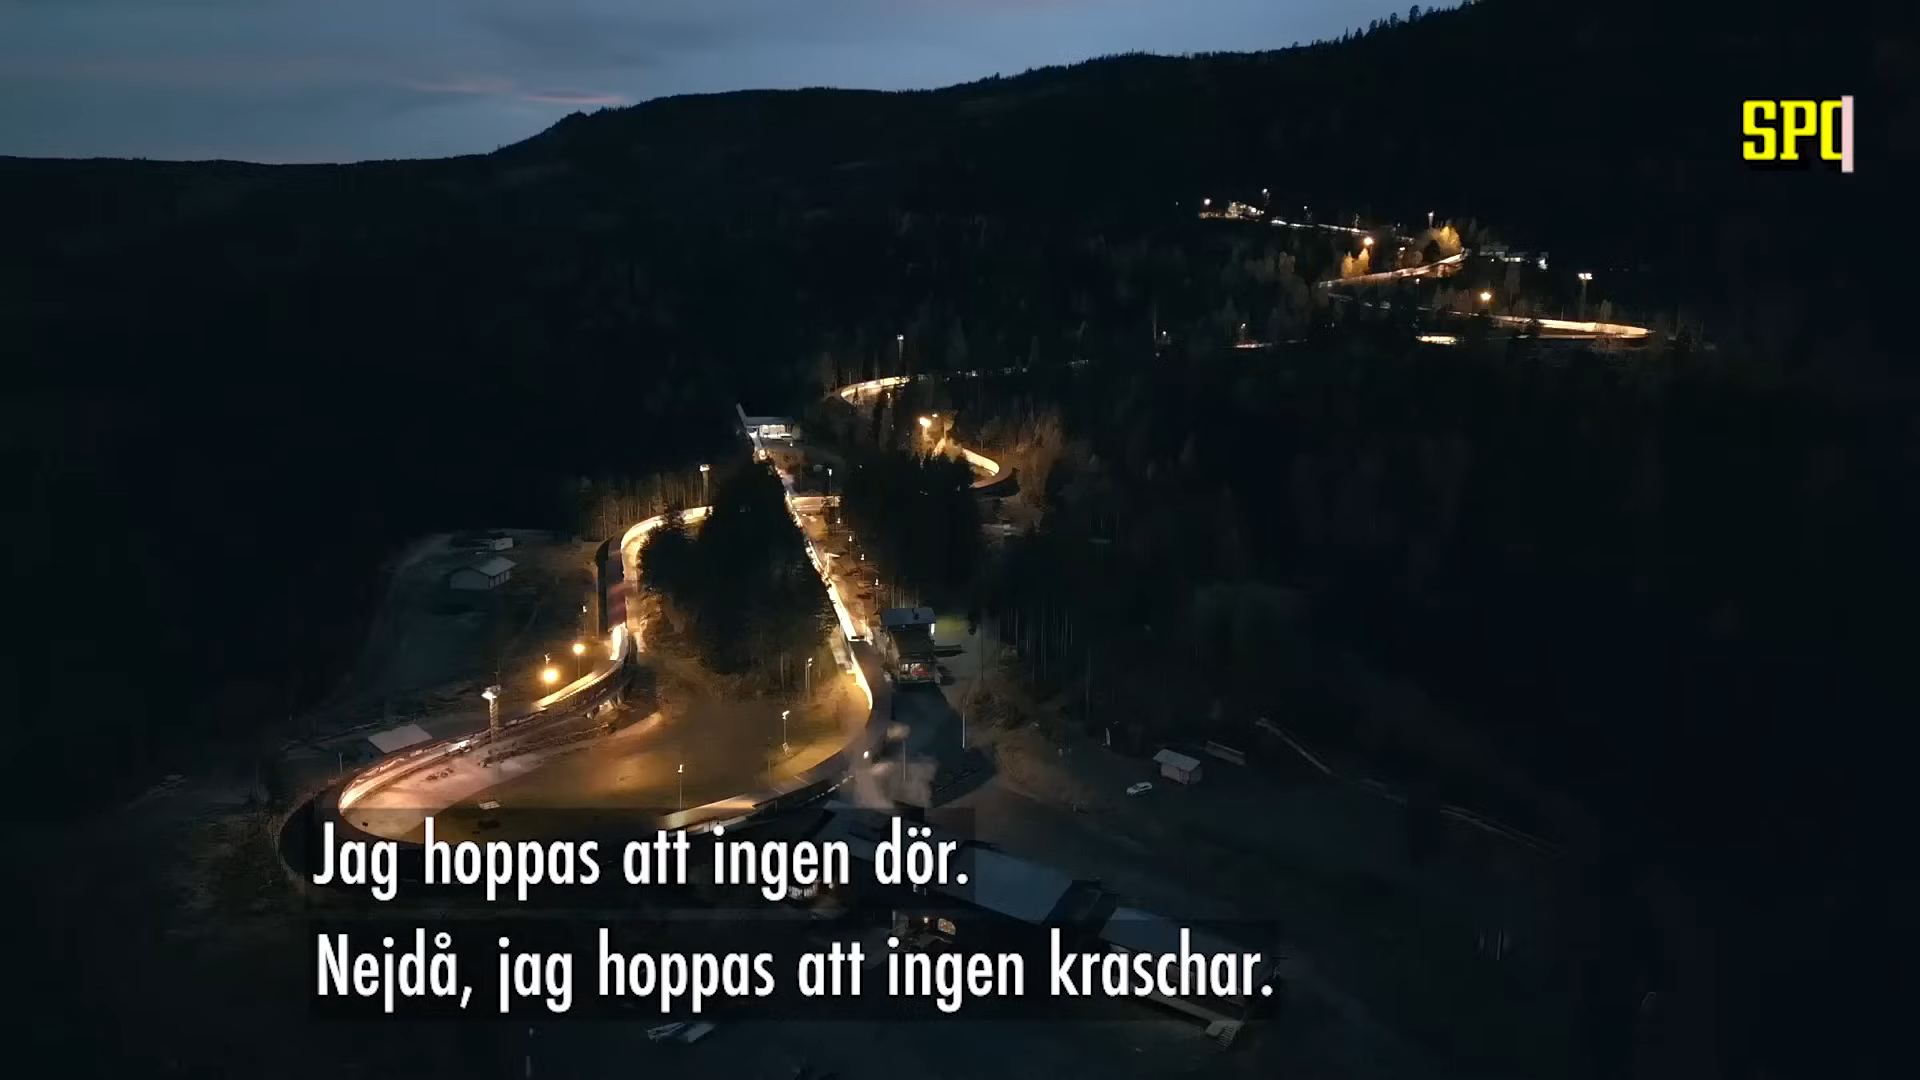 SPO
Jag hoppas att ingen dör.
Nejdå, jag hoppas att ingen kraschar.